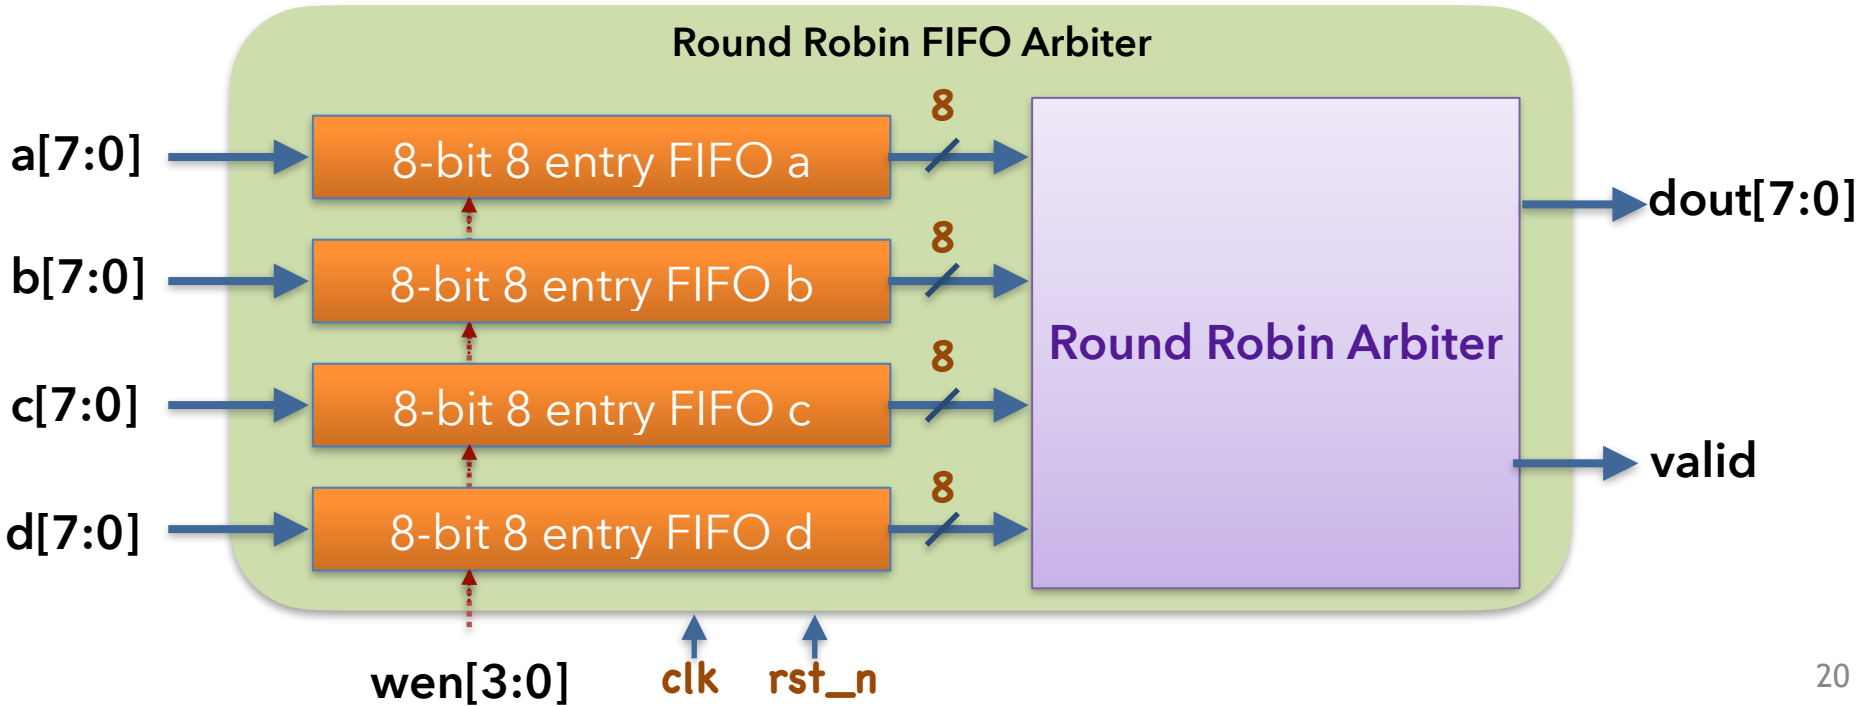 Round Robin FIFO Arbiter
a[7:0]
8-bit 8 entry FIFO a
8
b[7:0]
8-bit 8 entry FIFO b
8
c[7:0]
8-bit 8 entry FIFO c
8
d[7:0]
8-bit 8 entry FIFO d
8
Round Robin Arbiter
dout[7:0]
valid
wen[3:0]
clk
rst_n
20